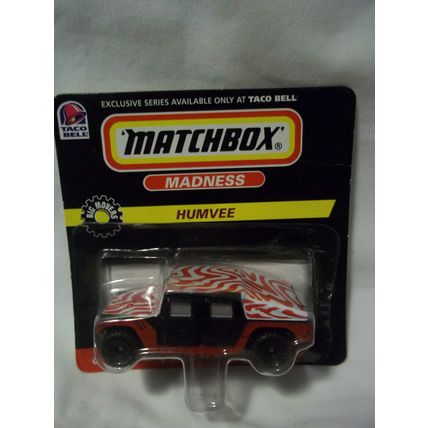 EXCLUSIVE SERIES AVAILABLE ONLY AT TACO BELL
TACO
BELL
MATCHBOX®
MADNESS
HUMVEE
BIG MOVERS